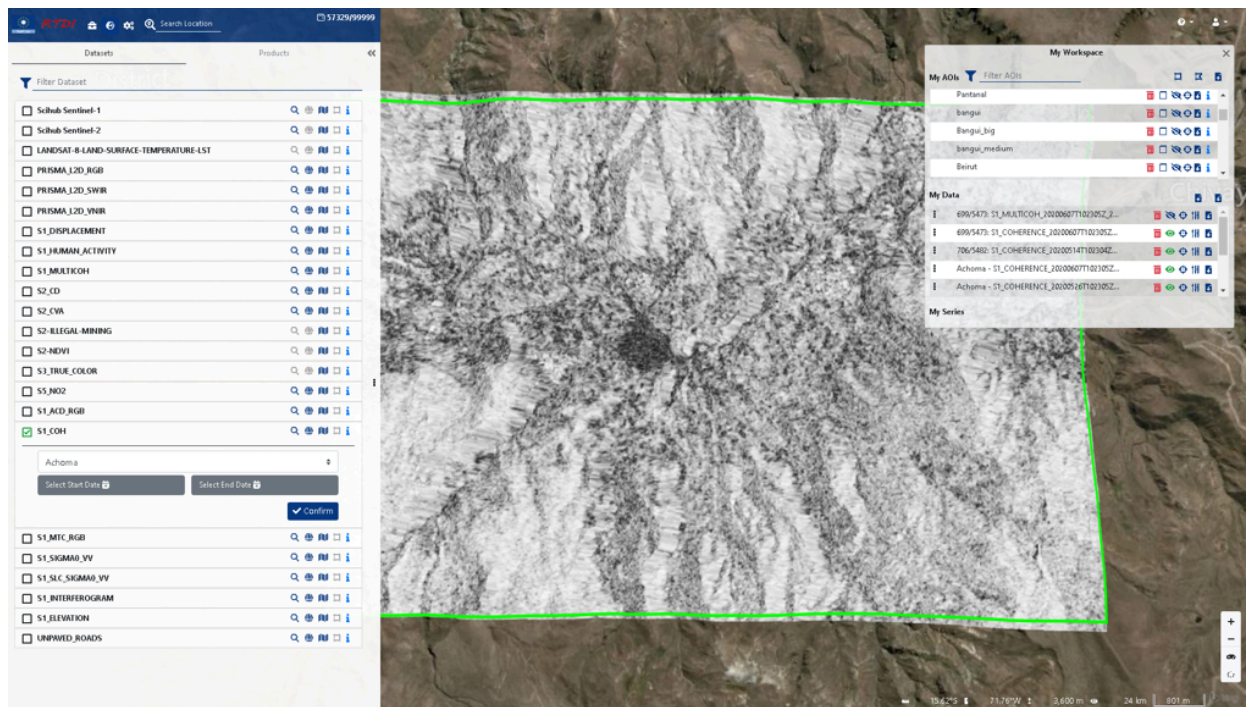 RTDI
Search Location
57329/99999
Datasets
Products
Filter Dataset
Scihub Sentinel-1
Scihub Sentinel-2
LANDSAT-8-LAND-SURFACE-TEMPERATURE-LST
PRISMA_L2D_RGB
PRISMA_L2D_SWIR
PRISMA_L2D_VNIR
S1_DISPLACEMENT
S1_HUMAN_ACTIVITY
S1_MULTICOH
S2_CD
S2_CVA
S2-ILLEGAL-MINING
S2-NDVI
S3_TRUE_COLOR
S5_NO2
S1_ACD_RGB
S1_COH
Achoma
Select Start Date
Select End Date
Confirm
S1_MTC_RGB
S1_SIGMA0_VV
S1_SLC_SIGMA0_VV
S1_INTERFEROGRAM
S1_ELEVATION
UNPAVED_ROADS
My Workspace
My AOIs
Filter AOIs
Pantanal
bangui
Bangui_big
bangui_medium
Beirut
My Data
699/5473: S1_MULTICOH_20200607T102305Z_2...
699/5473: S1_COHERENCE_20200607T102305Z...
706/5482: S1_COHERENCE_20200514T102304Z...
Achoma - S1_COHERENCE_20200607T102305Z...
Achoma - S1_COHERENCE_20200526T102305Z...
My Series
15.62°S
71.76°W
3,600 m
24 km
801 m